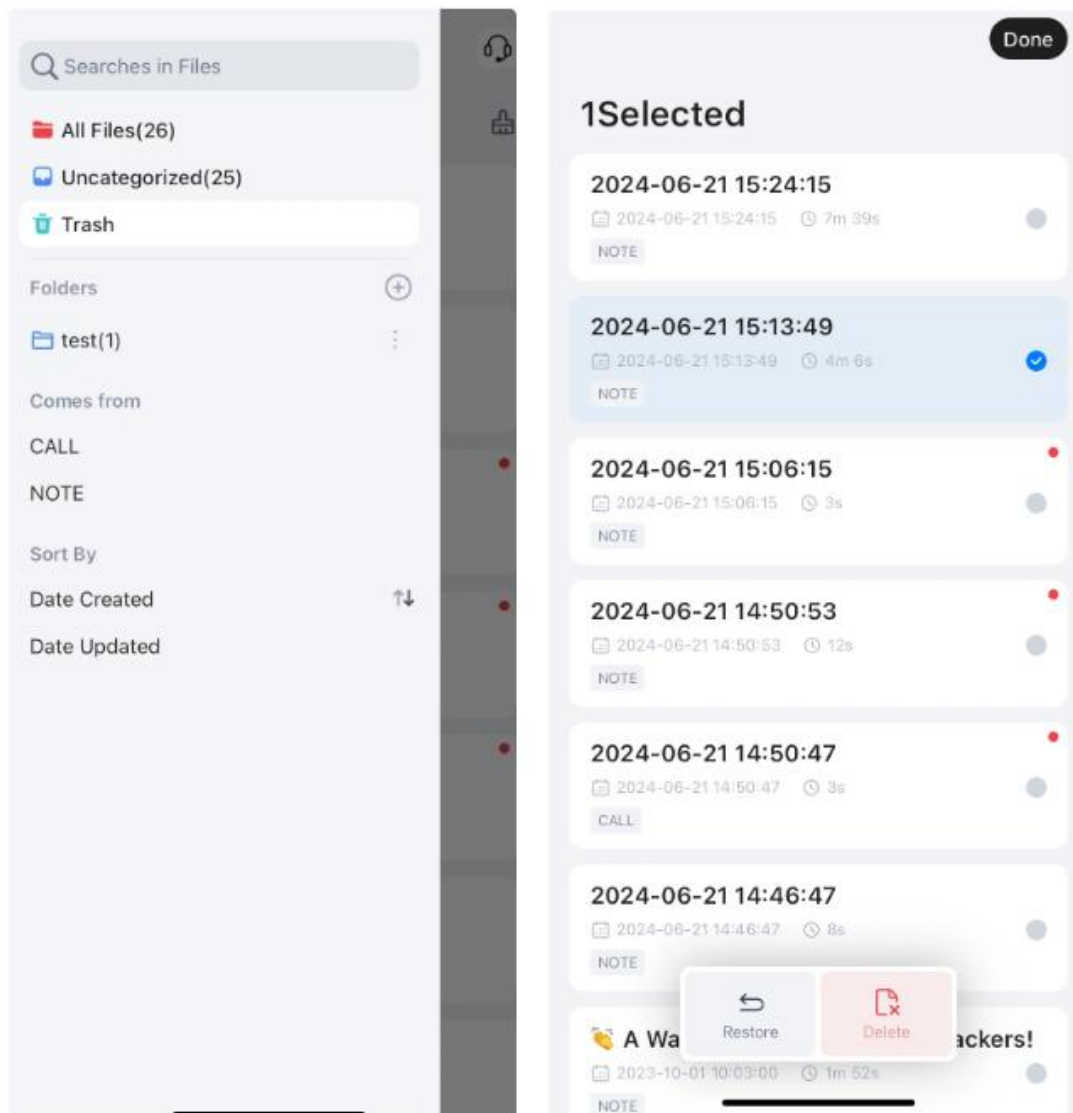 Searches in Files
All Files(26)
Uncategorized(25)
Trash
Folders
test(1)
Comes from
CALL
NOTE
Sort By
Date Created
Date Updated
Done
1Selected
2024-06-21 15:24:15
2024-06-21 15:24:15 7m 39s
NOTE
2024-06-21 15:13:49
2024-06-21 15:13:49 4m 6s
NOTE
2024-06-21 15:06:15
2024-06-21 15:06:15 3s
NOTE
2024-06-21 14:50:53
2024-06-21 14:50:53 12s
NOTE
2024-06-21 14:50:47
2024-06-21 14:50:47 3s
CALL
2024-06-21 14:46:47
2024-06-21 14:46:47 8s
NOTE
Restore
Delete
👏 A Wa ackers!
2023-10-01 10:03:00 1m 52s
NOTE